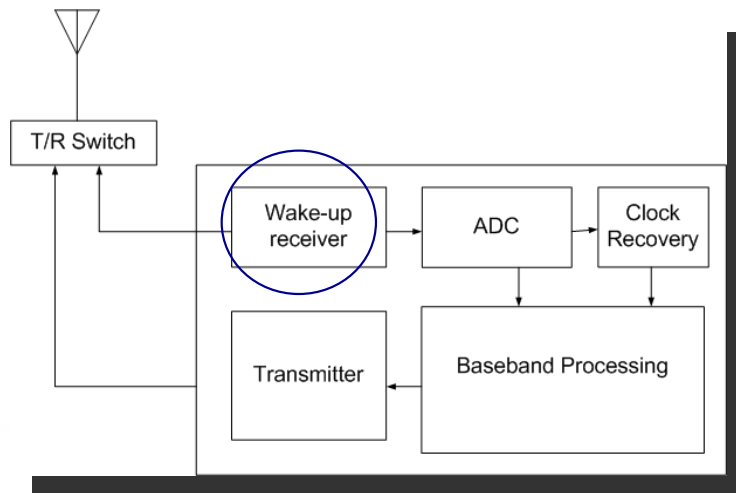 T/R Switch
Wake-up
receiver
ADC
Clock
Recovery
Transmitter
Baseband Processing